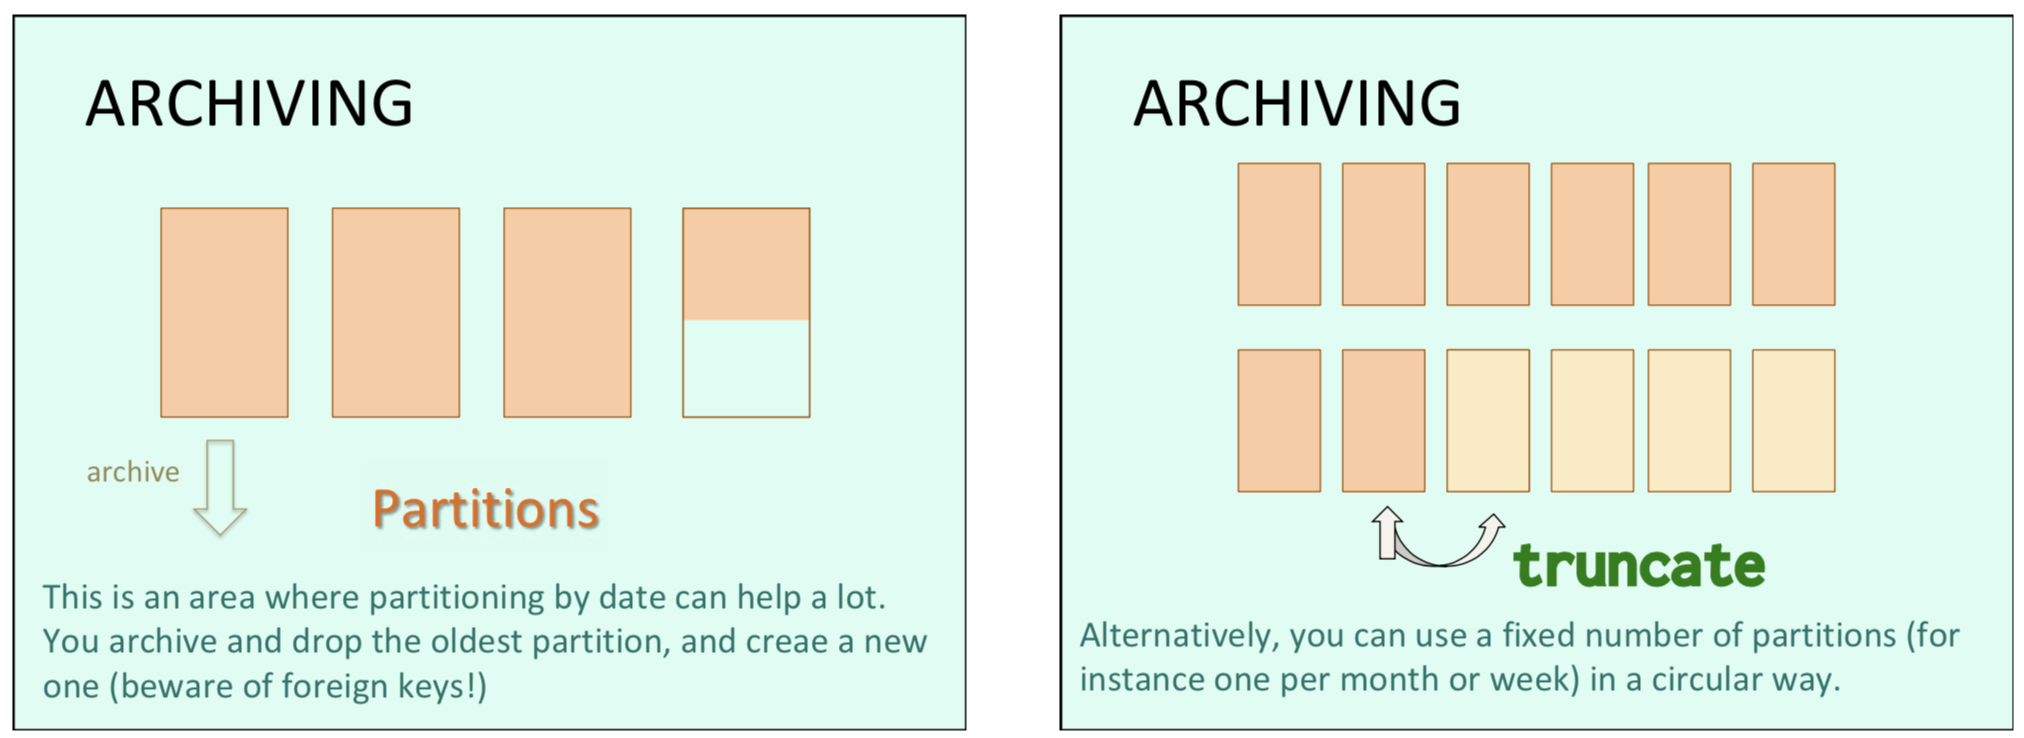 ARCHIVING
archive
Partitions
This is an area where partitioning by date can help a lot.
You archive and drop the oldest partition, and creae a new
one (beware of foreign keys!)
ARCHIVING
truncate
Alternatively, you can use a fixed number of partitions (for
instance one per month or week) in a circular way.